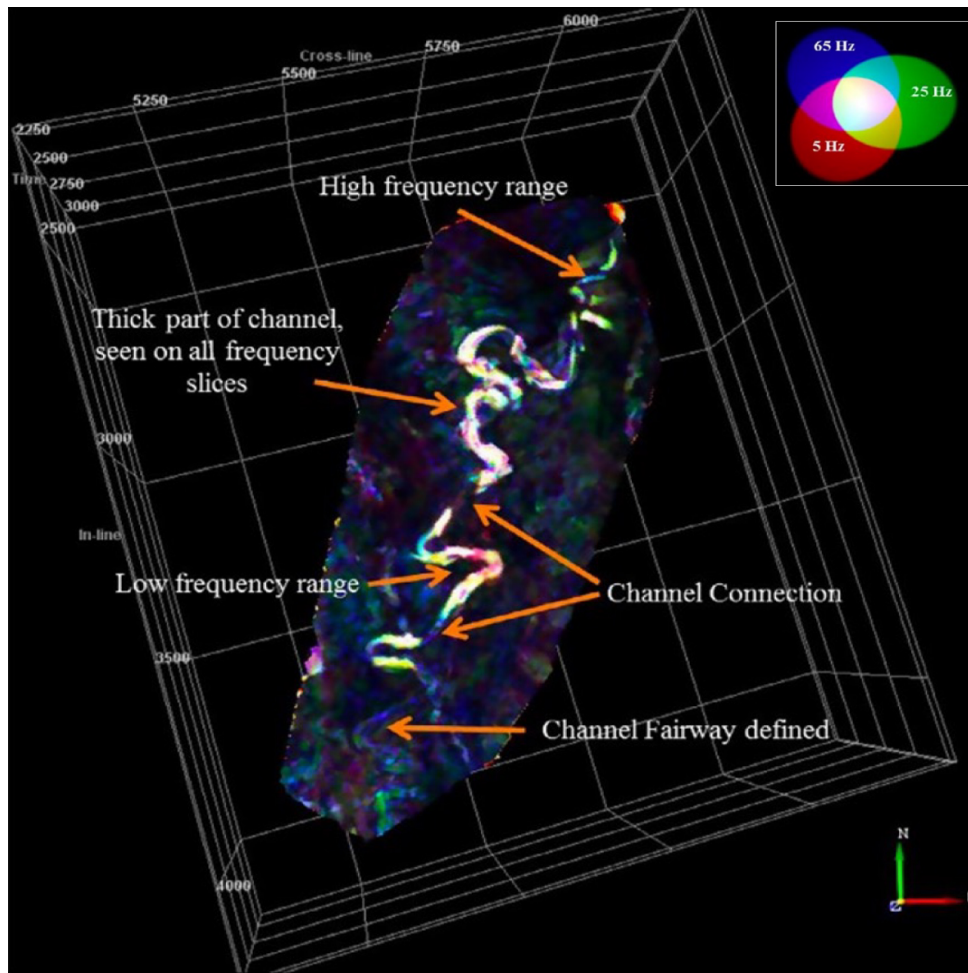 6000
5750
Cross-line
5500
5250
2250
2500
Time
2750
3000
2500
65 Hz
25 Hz
5 Hz
High frequency range
Thick part of channel,
seen on all frequency
slices
3000
In-line
Low frequency range
Channel Connection
3500
Channel Fairway defined
4000
N
Z